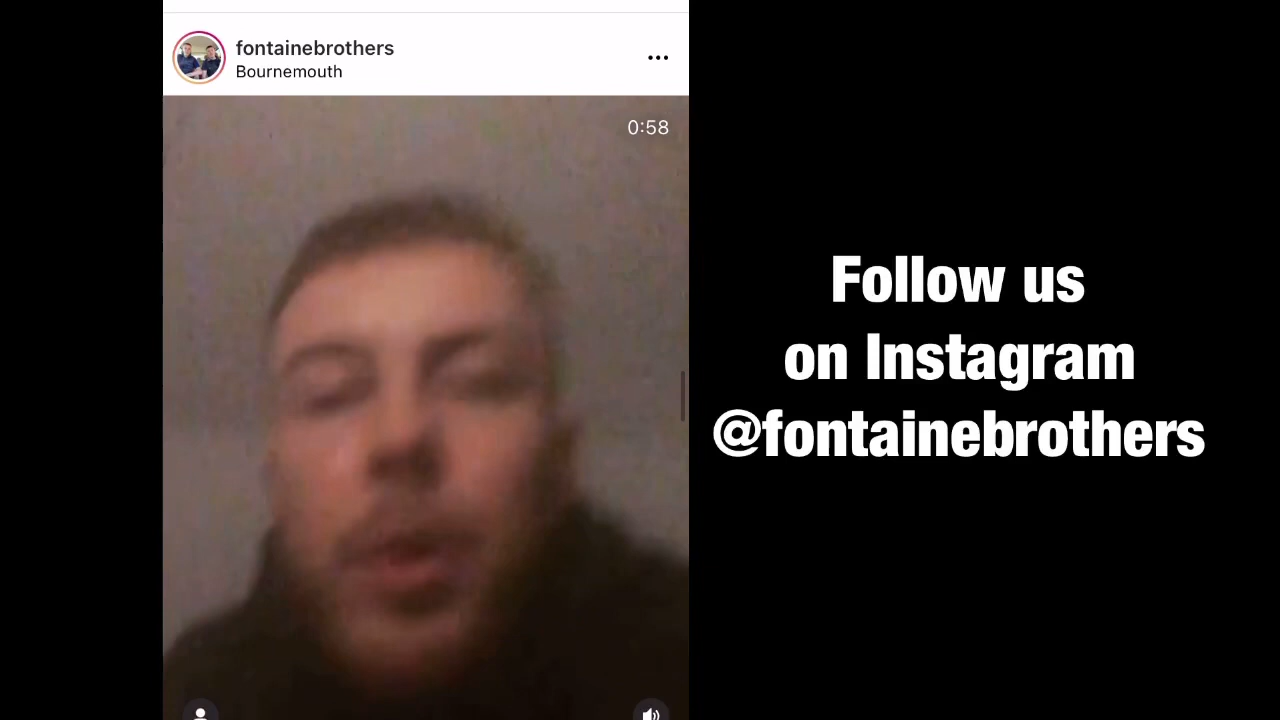 fontainebrothers
Bournemouth
0:58
Follow us
on Instagram
@fontainebrothers